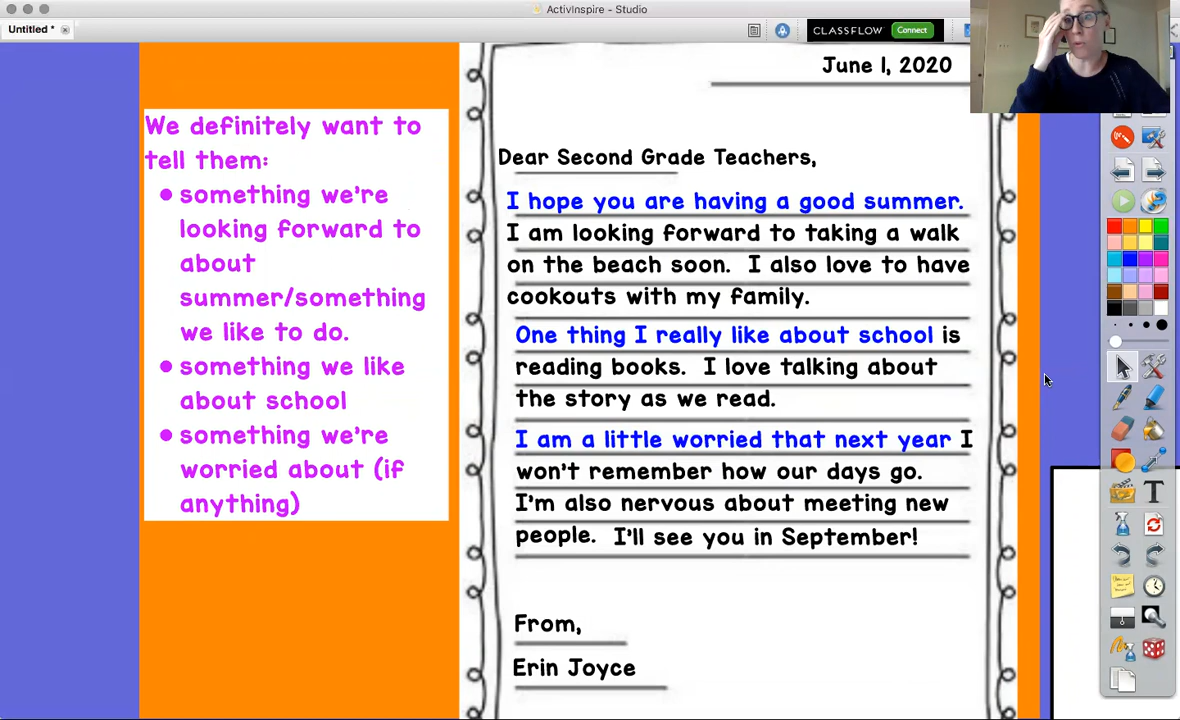 ActivInspire - Studio
Untitled *
CLASSFLOW Connect
June 1, 2020
We definitely want to
tell them:
• something we're
looking forward to
about
summer/something
we like to do.
• something we like
about school
• something we're
worried about (if
anything)
Dear Second Grade Teachers,
I hope you are having a good summer.
I am looking forward to taking a walk
on the beach soon. I also love to have
cookouts with my family.
One thing I really like about school is
reading books. I love talking about
the story as we read.
I am a little worried that next year I
won't remember how our days go.
I'm also nervous about meeting new
people. I'll see you in September!
From,
Erin Joyce